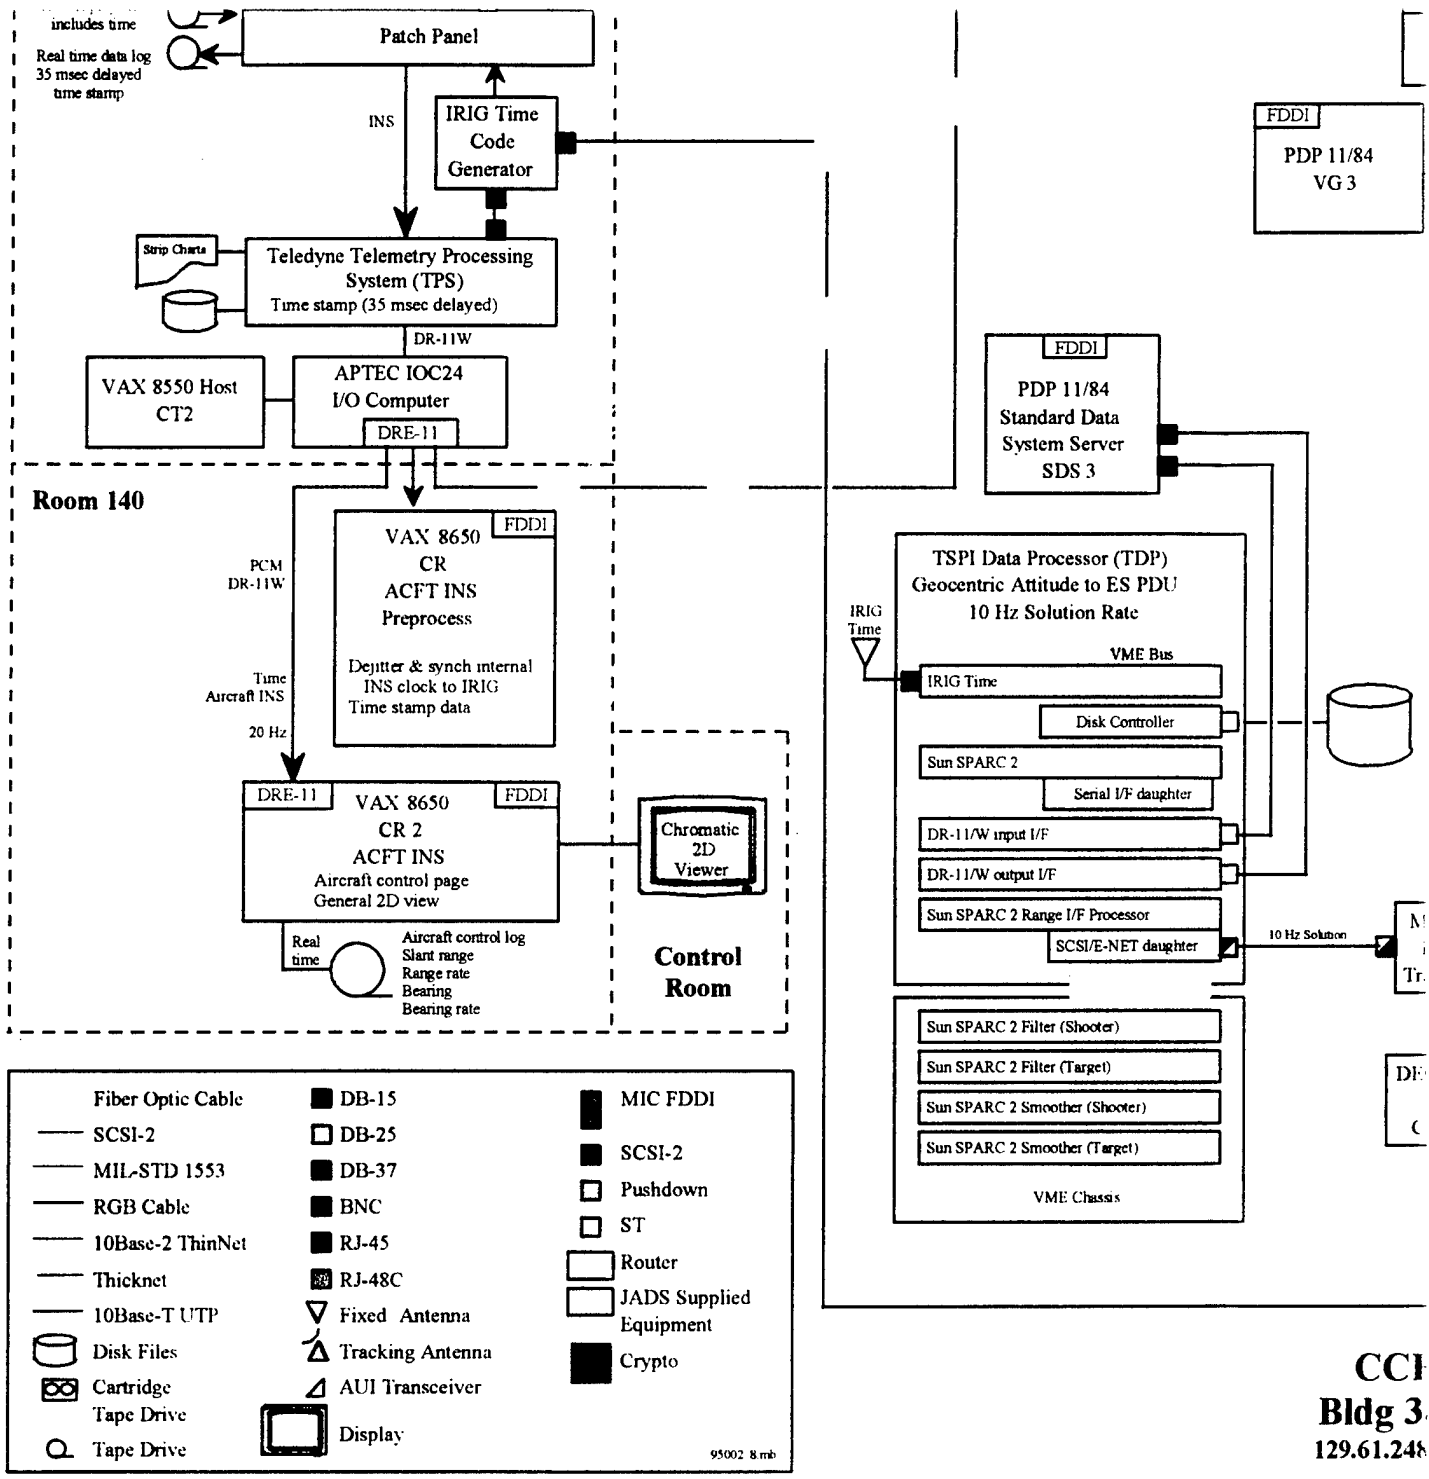 includes time
Real time data log
35 msec delayed
time stamp
Patch Panel
INS
IRIG Time
Code
Generator
Strip Charts
Teledyne Telemetry Processing
System (TPS)
Time stamp (35 msec delayed)
DR-11W
VAX 8550 Host
CT2
APTEC IOC24
I/O Computer
DRE-11
Room 140
PCM
DR-11W
Time
Aircraft INS
20 Hz
FDDI
VAX 8650
CR
ACFT INS
Preprocess
Dejitter & synch internal
INS clock to IRIG
Time stamp data
DRE-11
FDDI
VAX 8650
CR 2
ACFT INS
Aircraft control page
General 2D view
Real
time
Aircraft control log
Slant range
Range rate
Bearing
Bearing rate
Chromatic
2D
Viewer
Control
Room
FDDI
PDP 11/84
VG 3
FDDI
PDP 11/84
Standard Data
System Server
SDS 3
TSPI Data Processor (TDP)
Geocentric Attitude to ES PDU
10 Hz Solution Rate
IRIG
Time
VME Bus
IRIG Time
Disk Controller
Sun SPARC 2
Serial I/F daughter
DR-11/W input I/F
DR-11/W output I/F
Sun SPARC 2 Range I/F Processor
SCSI/E-NET daughter
10 Hz Solution
M
Tr
Sun SPARC 2 Filter (Shooter)
Sun SPARC 2 Filter (Target)
Sun SPARC 2 Smoother (Shooter)
Sun SPARC 2 Smoother (Target)
VME Chassis
DE
C
Fiber Optic Cable
SCSI-2
MIL-STD 1553
RGB Cable
10Base-2 ThinNet
Thicknet
10Base-T UTP
Disk Files
Cartridge
Tape Drive
Tape Drive
DB-15
DB-25
DB-37
BNC
RJ-45
RJ-48C
Fixed Antenna
Tracking Antenna
AUI Transceiver
Display
MIC FDDI
SCSI-2
Pushdown
ST
Router
JADS Supplied
Equipment
Crypto
95002 8.mb
CC
Bldg 3
129.61.248